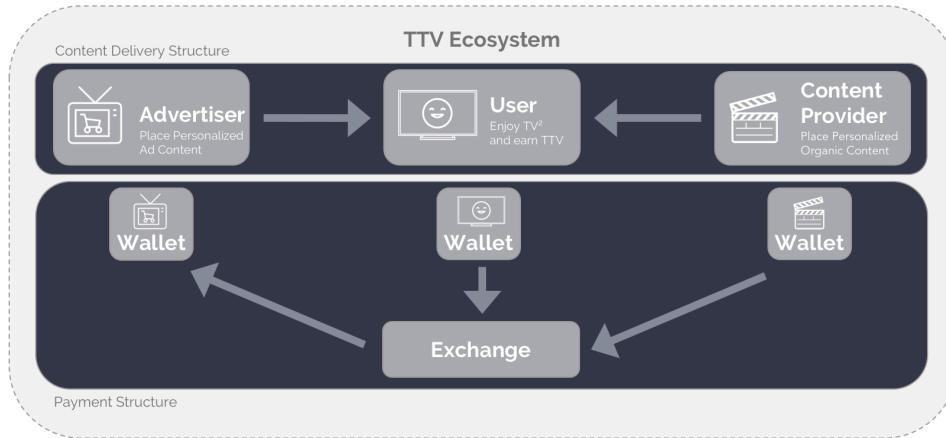 TTV Ecosystem
Content Delivery Structure
Advertiser
Place Personalized
Ad Content
User
Enjoy TV²
and earn TTV
Content
Provider
Place Personalized
Organic Content
Wallet
Wallet
Wallet
Exchange
Payment Structure